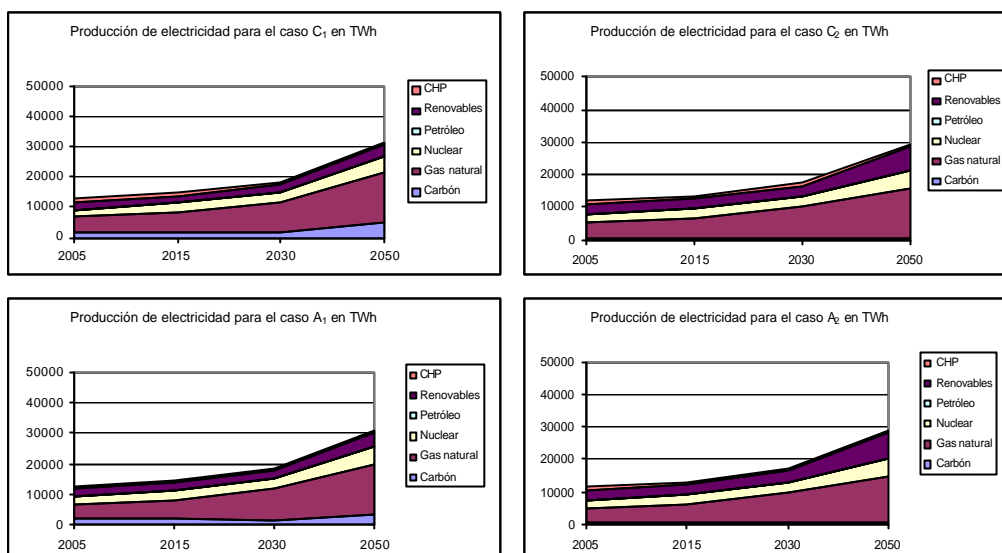 Producción de electricidad para el caso C₁ en TWh
50000
40000
30000
20000
10000
0
2005 2015 2030 2050
CHP
Renovables
Petróleo
Nuclear
Gas natural
Carbón
Producción de electricidad para el caso C₂ en TWh
50000
40000
30000
20000
10000
0
2005 2015 2030 2050
CHP
Renovables
Petróleo
Nuclear
Gas natural
Carbón
Producción de electricidad para el caso A₁ en TWh
50000
40000
30000
20000
10000
0
2005 2015 2030 2050
CHP
Renovables
Petróleo
Nuclear
Gas natural
Carbón
Producción de electricidad para el caso A₂ en TWh
50000
40000
30000
20000
10000
0
2005 2015 2030 2050
CHP
Renovables
Petróleo
Nuclear
Gas natural
Carbón